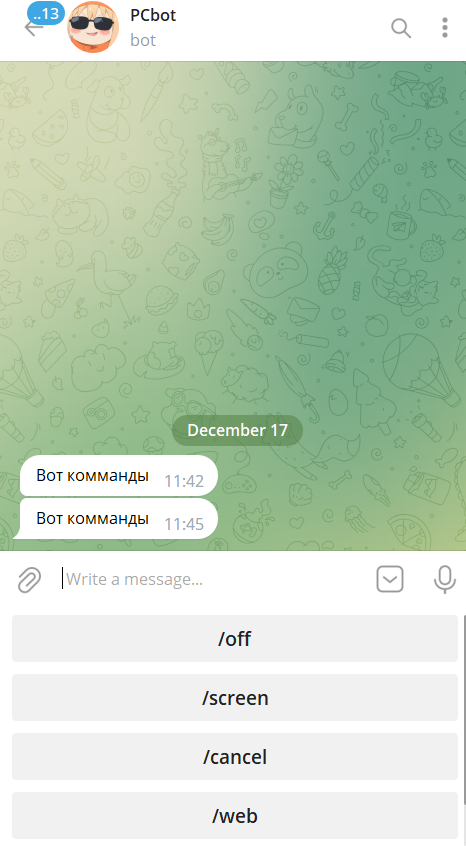 ..13
PCbot
bot
December 17
Вот комманды 11:42
Вот комманды 11:45
Write a message...
/off
/screen
/cancel
/web